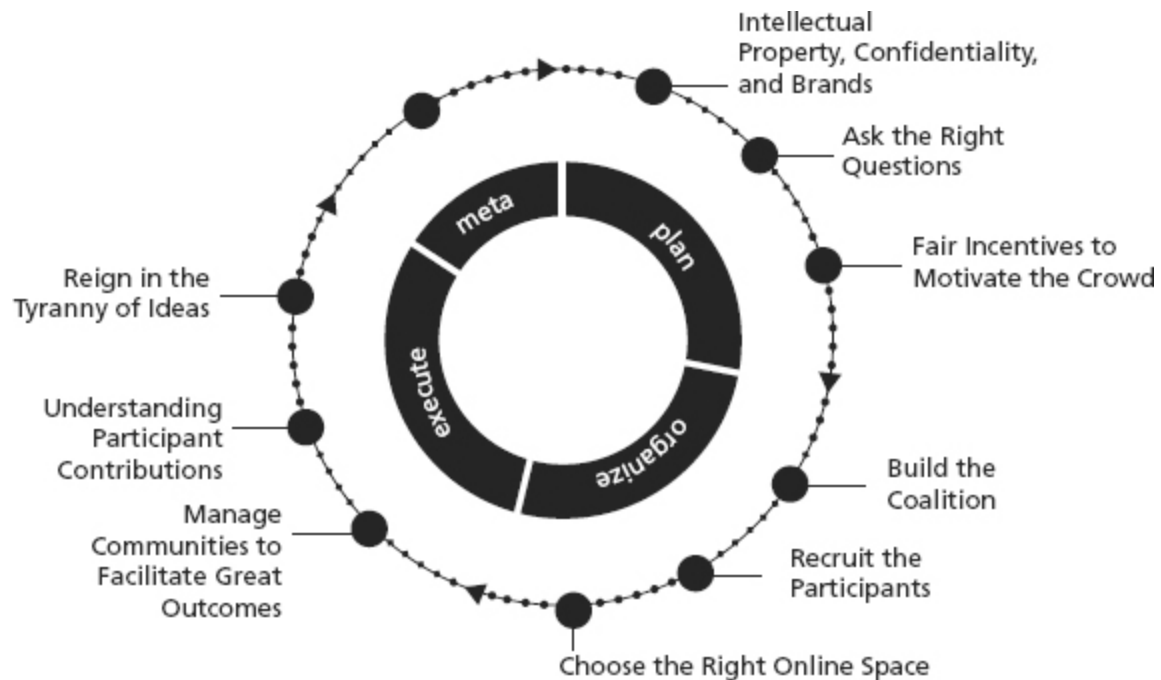 Intellectual
Property, Confidentiality,
and Brands
Ask the Right
Questions
Fair Incentives to
Motivate the Crowd
Build the
Coalition
Recruit the
Participants
Choose the Right Online Space
Manage
Communities to
Facilitate Great
Outcomes
Understanding
Participant
Contributions
Reign in the
Tyranny of Ideas
meta
plan
organize
execute